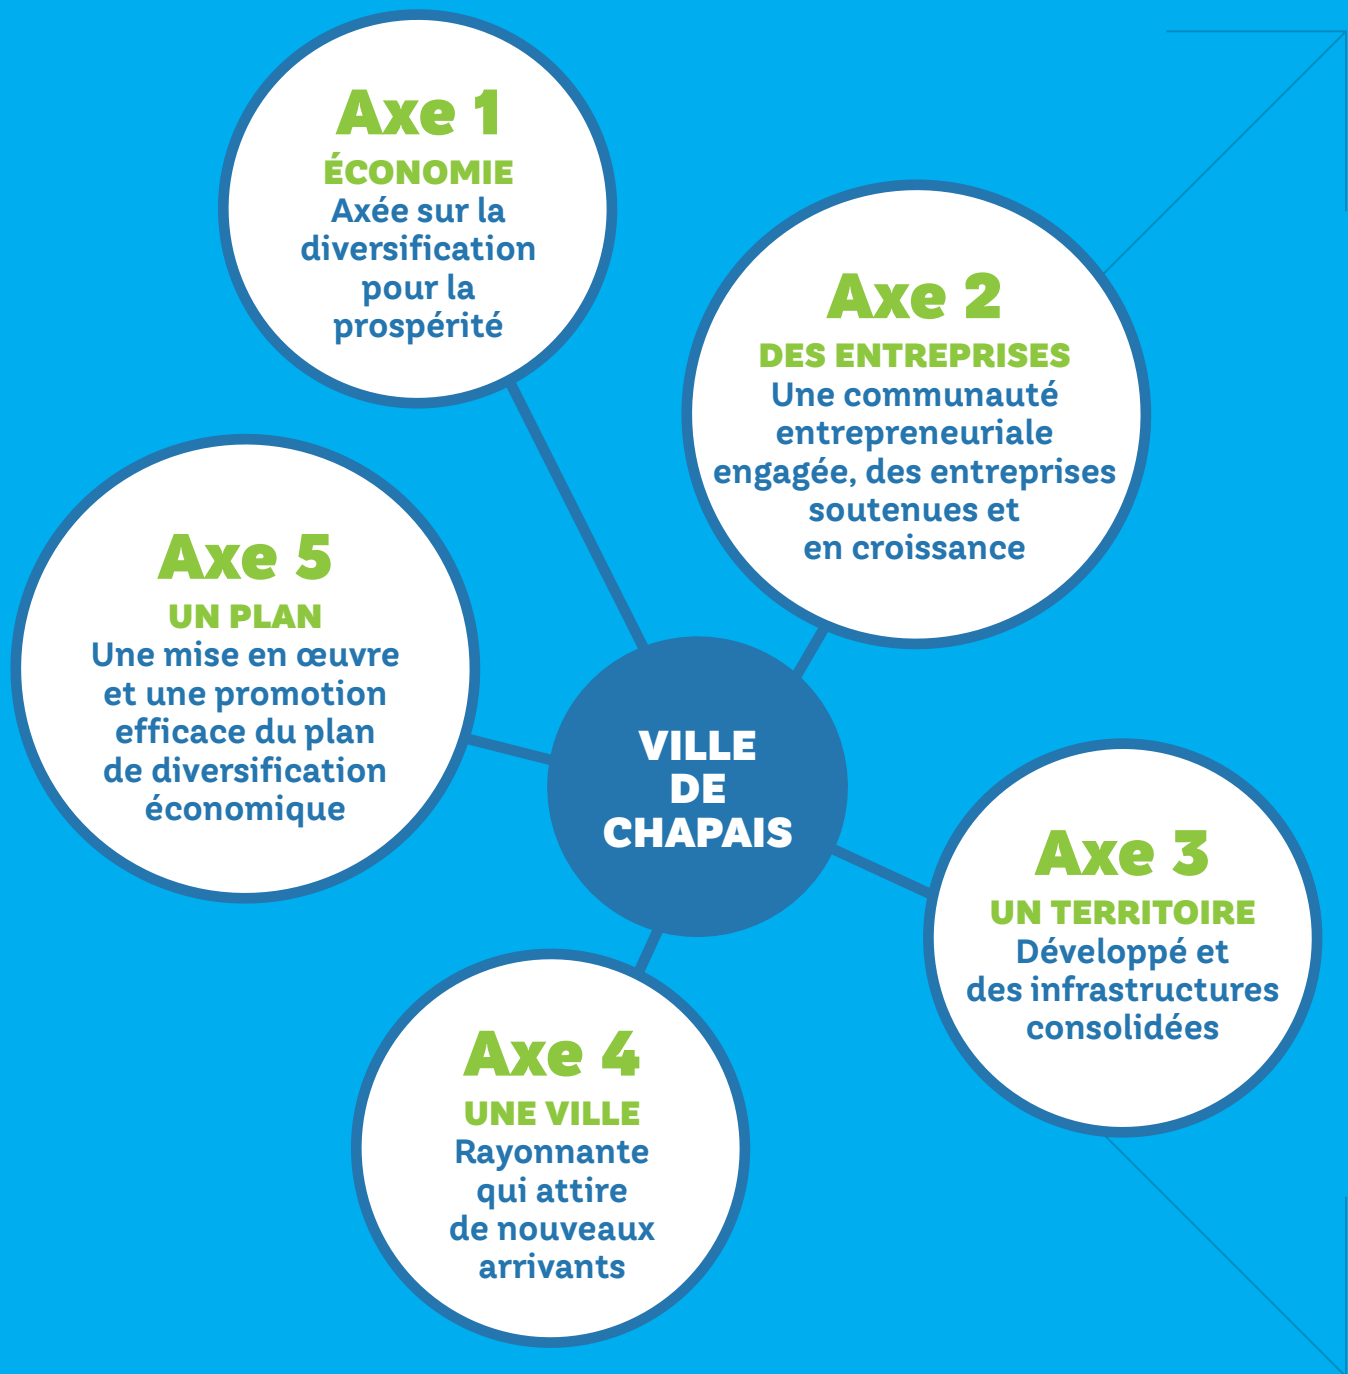 Axe 1
ÉCONOMIE
Axée sur la
diversification
pour la
prospérité
Axe 2
DES ENTREPRISES
Une communauté
entrepreneuriale
engagée, des entreprises
soutenues et
en croissance
Axe 5
UN PLAN
Une mise en œuvre
et une promotion
efficace du plan
de diversification
économique
VILLE
DE
CHAPAIS
Axe 3
UN TERRITOIRE
Développé et
des infrastructures
consolidées
Axe 4
UNE VILLE
Rayonnante
qui attire
de nouveaux
arrivants